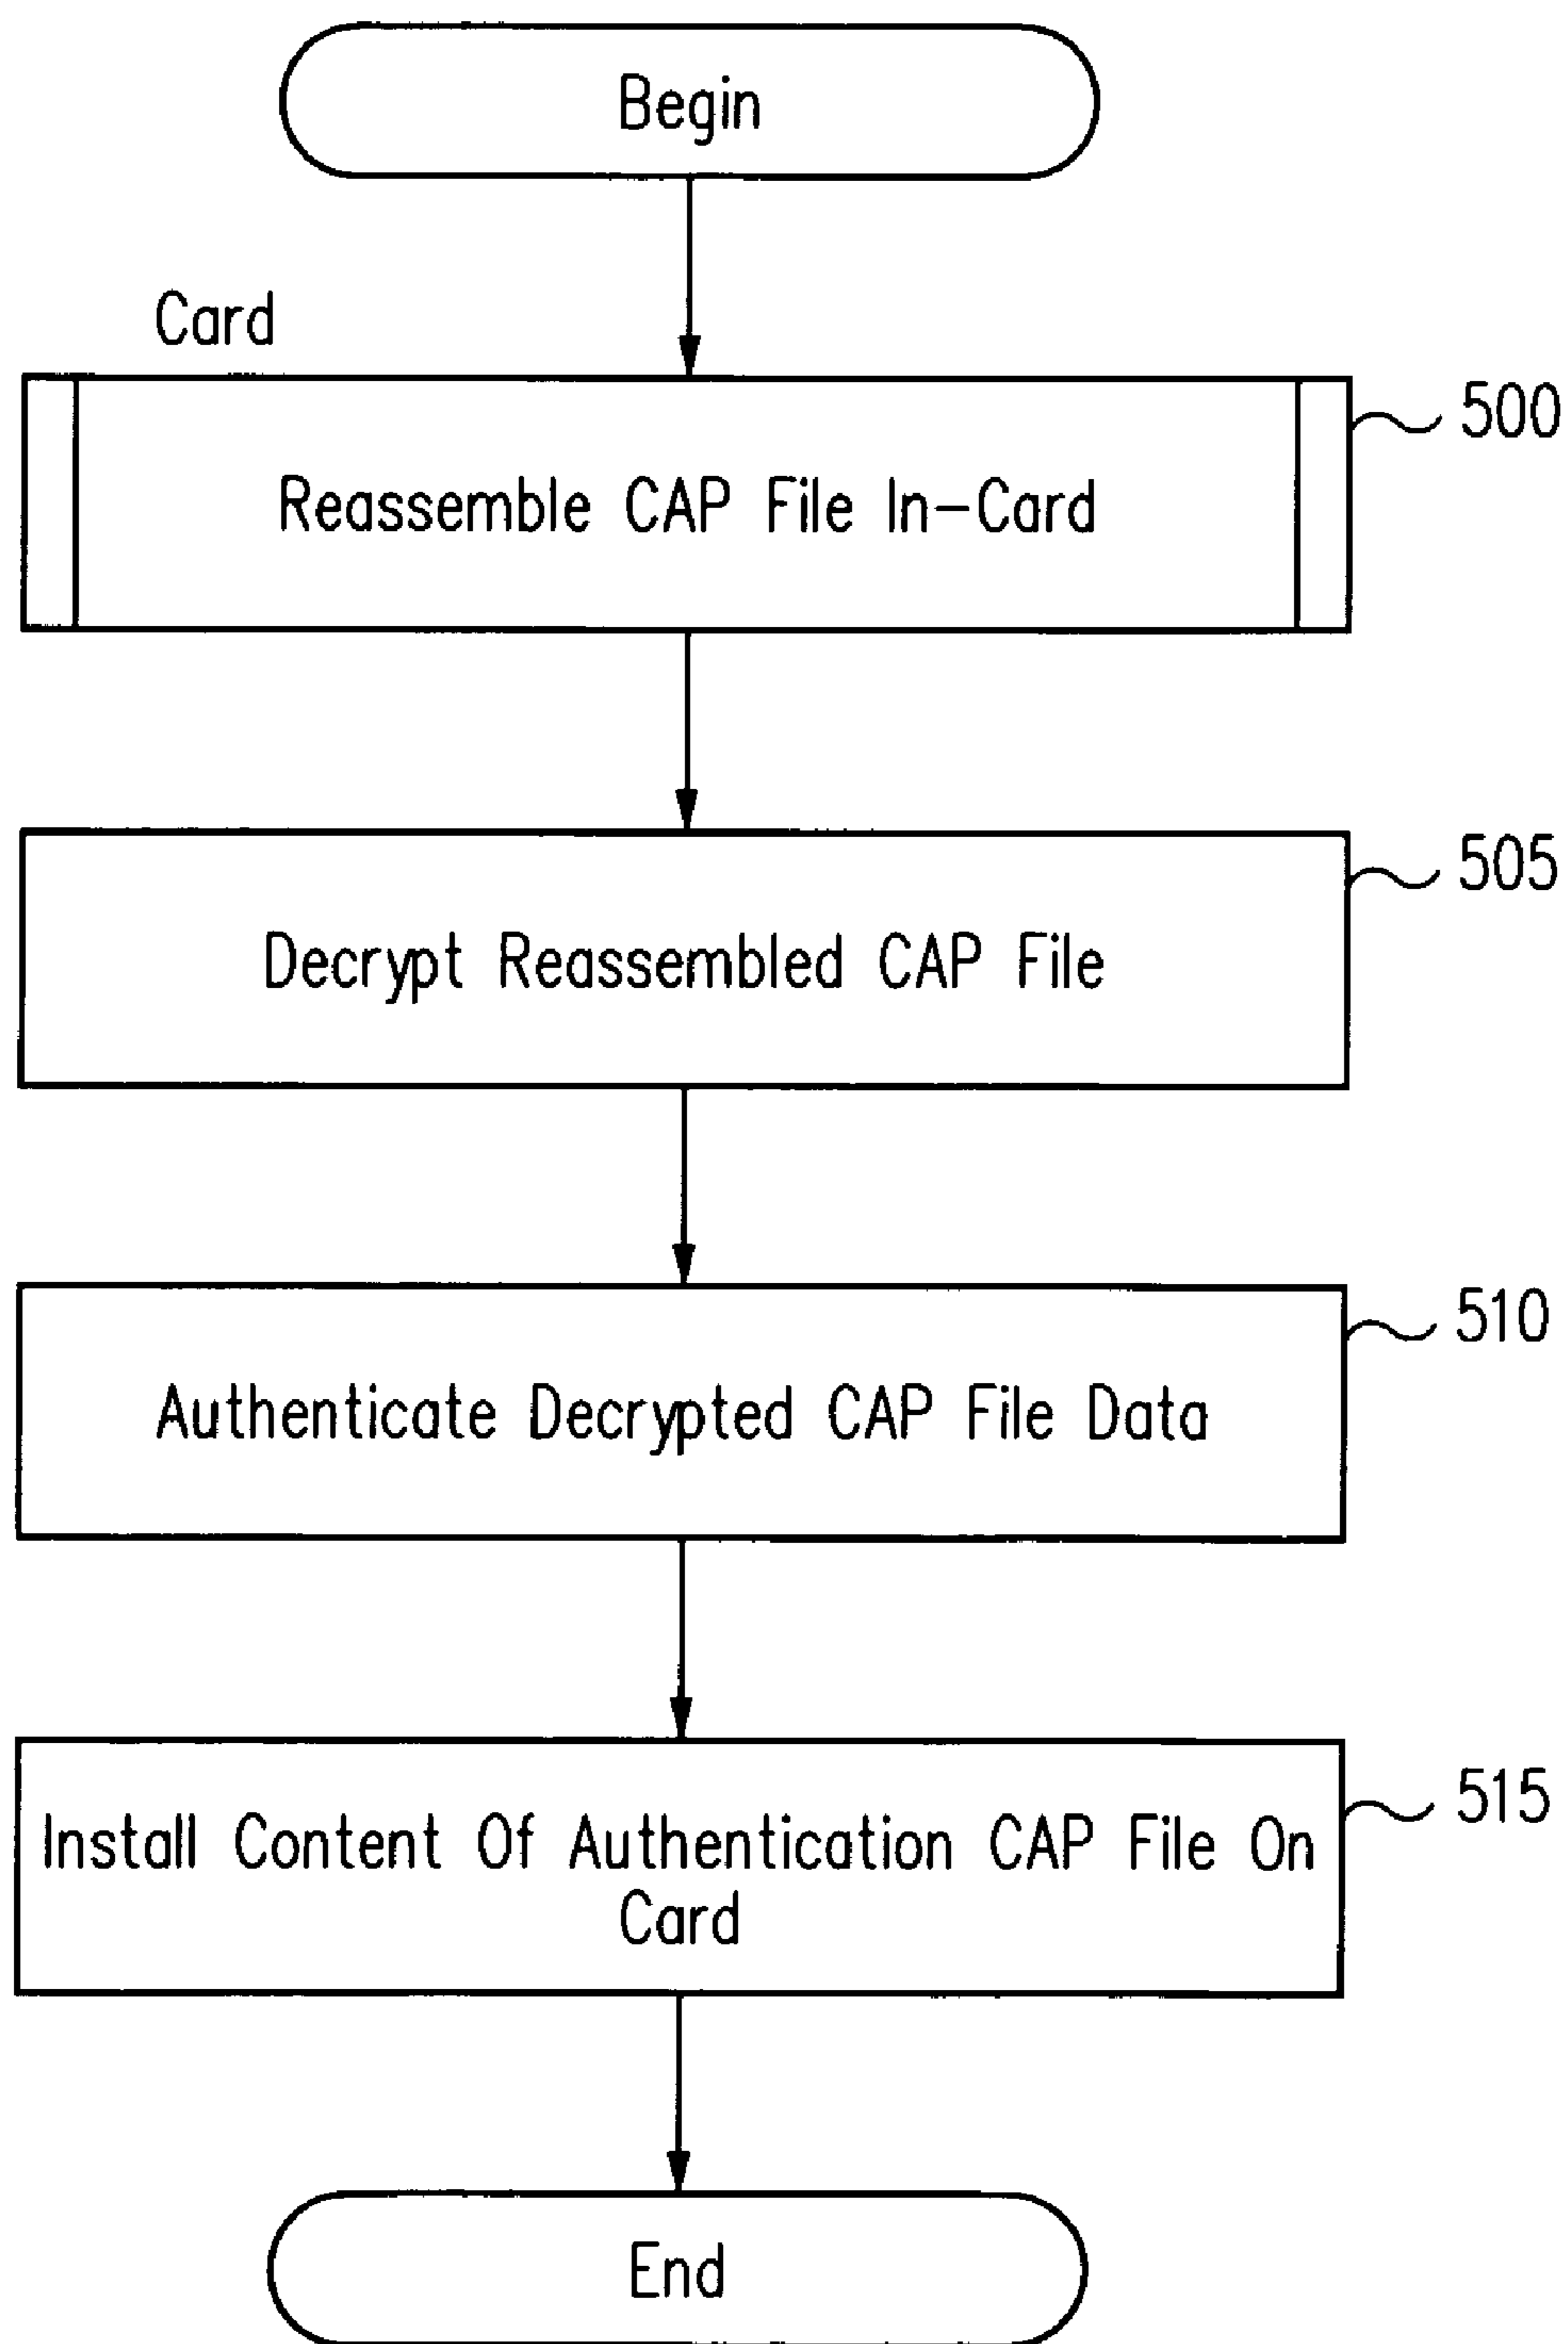 Begin
Card
500
Reassemble CAP File In-Card
505
Decrypt Reassembled CAP File
510
Authenticate Decrypted CAP File Data
515
Install Content Of Authentication CAP File On
Card
End